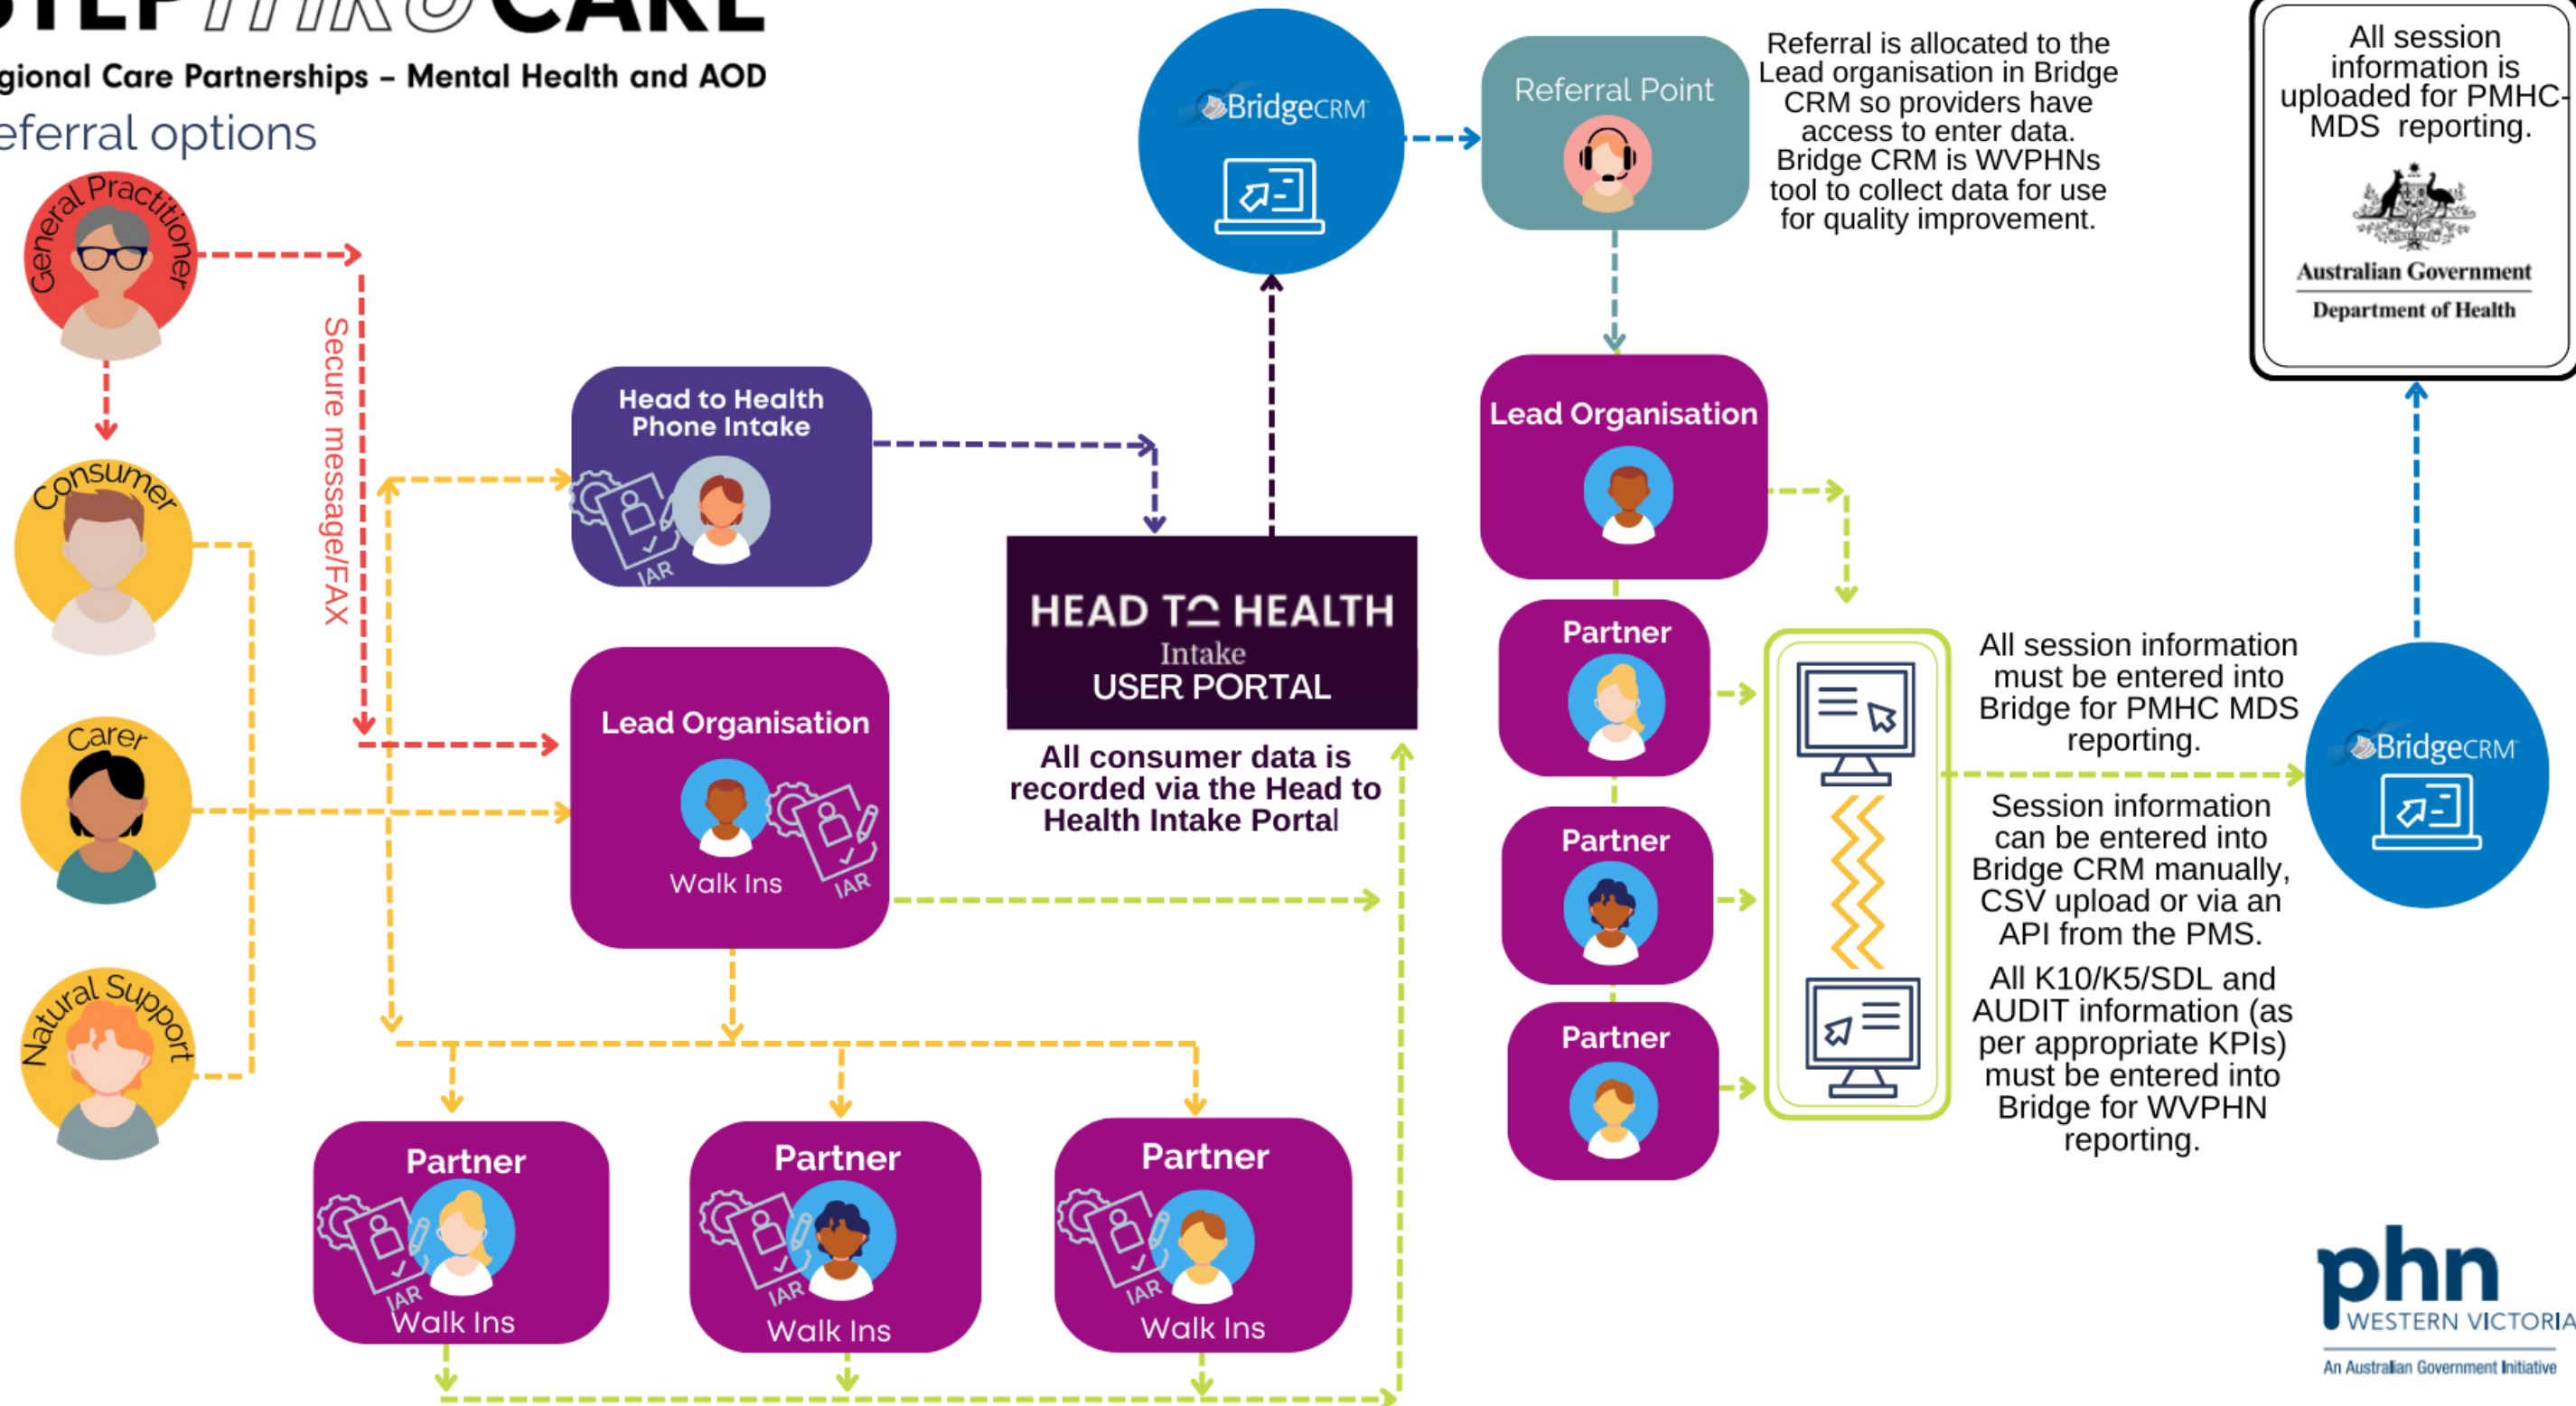 THRU CARE
gional Care Partnerships – Mental Health and AOD
eferral options
General Practitioner
Consumer
Carer
Natural Support
Secure message/FAX
Head to Health
Phone Intake
IAR
Lead Organisation
Walk Ins
IAR
Partner
IAR
Walk Ins
Partner
IAR
Walk Ins
Partner
IAR
Walk Ins
HEAD TO HEALTH
Intake
USER PORTAL
All consumer data is
recorded via the Head to
Health Intake Portal
BridgeCRM
Referral Point
Referral is allocated to the
Lead organisation in Bridge
CRM so providers have
access to enter data.
Bridge CRM is WVPHNs
tool to collect data for use
for quality improvement.
Lead Organisation
Partner
Partner
Partner
All session information
must be entered into
Bridge for PMHC MDS
reporting.
Session information
can be entered into
Bridge CRM manually,
CSV upload or via an
API from the PMS.
All K10/K5/SDL and
AUDIT information (as
per appropriate KPIs)
must be entered into
Bridge for WVPHN
reporting.
BridgeCRM
All session
information is
uploaded for PMHC-
MDS reporting.
Australian Government
Department of Health
phn
WESTERN VICTORIA
An Australian Government Initiative